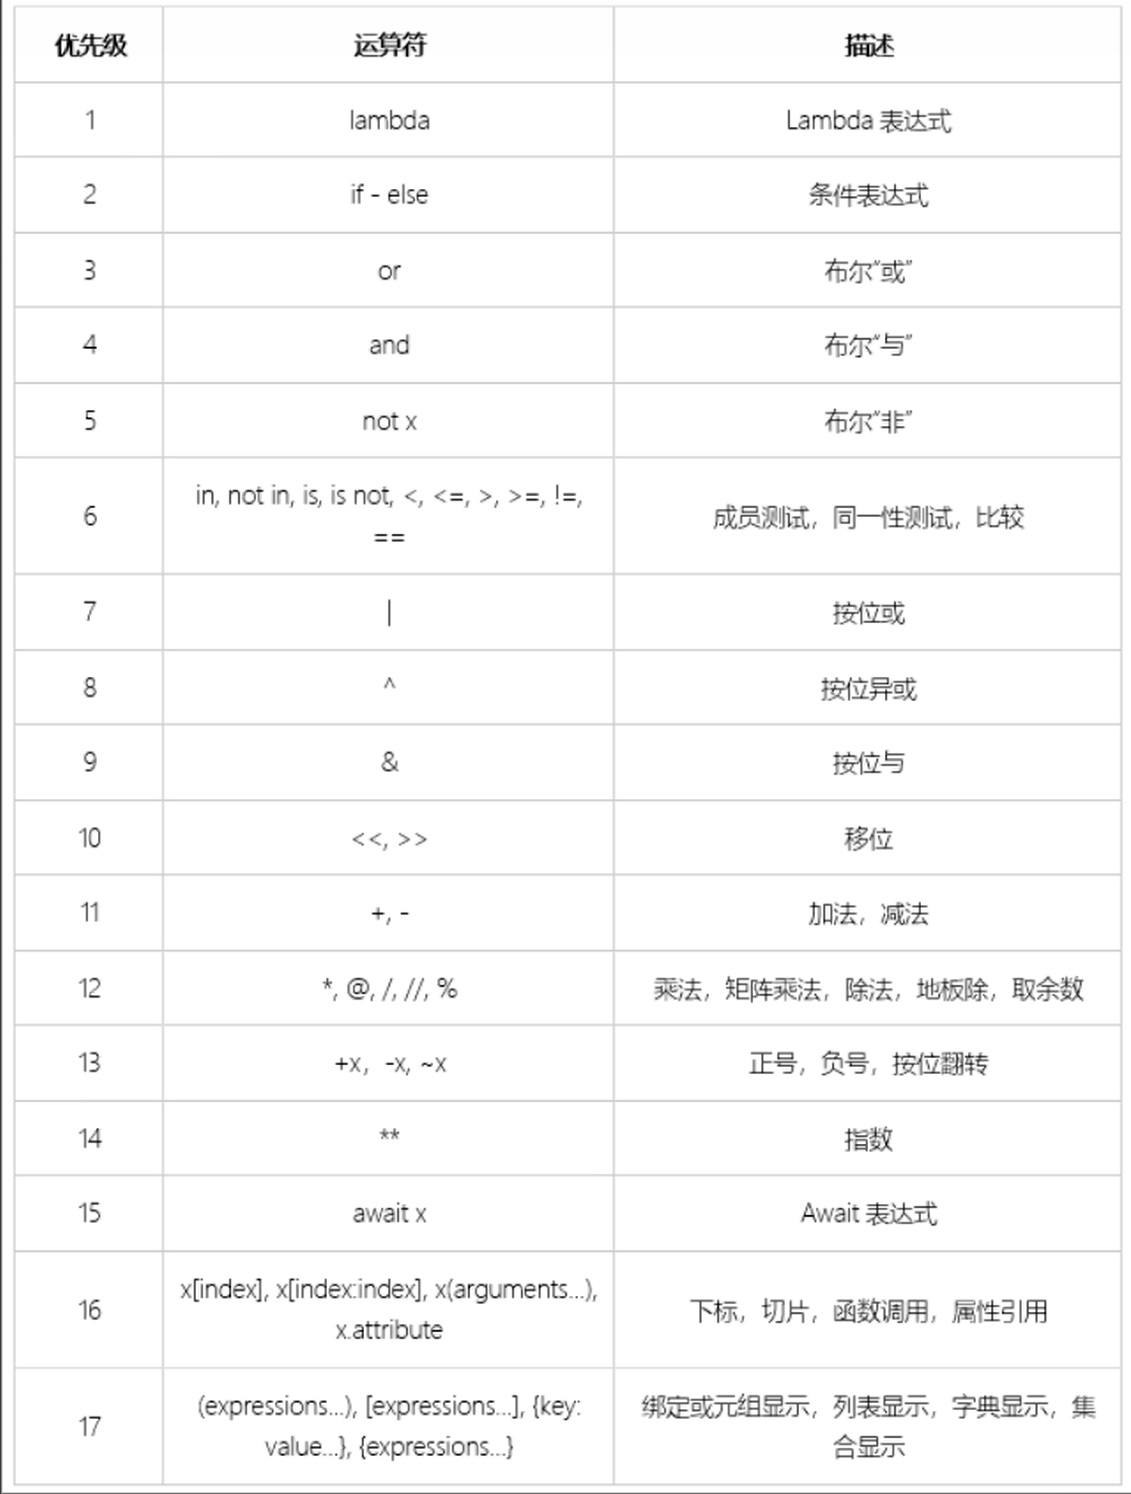 优先级 运算符 描述
1 lambda Lambda 表达式
2 if - else 条件表达式
3 or 布尔“或”
4 and 布尔“与”
5 not x 布尔“非”
6 in, not in, is, is not, <, <=, >, >=, !=, 成员测试，同一性测试，比较
==
7 | 按位或
8 ^ 按位异或
9 & 按位与
10 <<, >> 移位
11 +, - 加法，减法
12 *, @, /, //, % 乘法，矩阵乘法，除法，地板除，取余数
13 +x，-x, ~x 正号，负号，按位翻转
14 ** 指数
15 await x Await 表达式
16 x[index], x[index:index], x(arguments...), 下标，切片，函数调用，属性引用
x.attribute
17 (expressions...), [expressions...], {key: 绑定或元组显示，列表显示，字典显示，集
value...}, {expressions...} 合显示